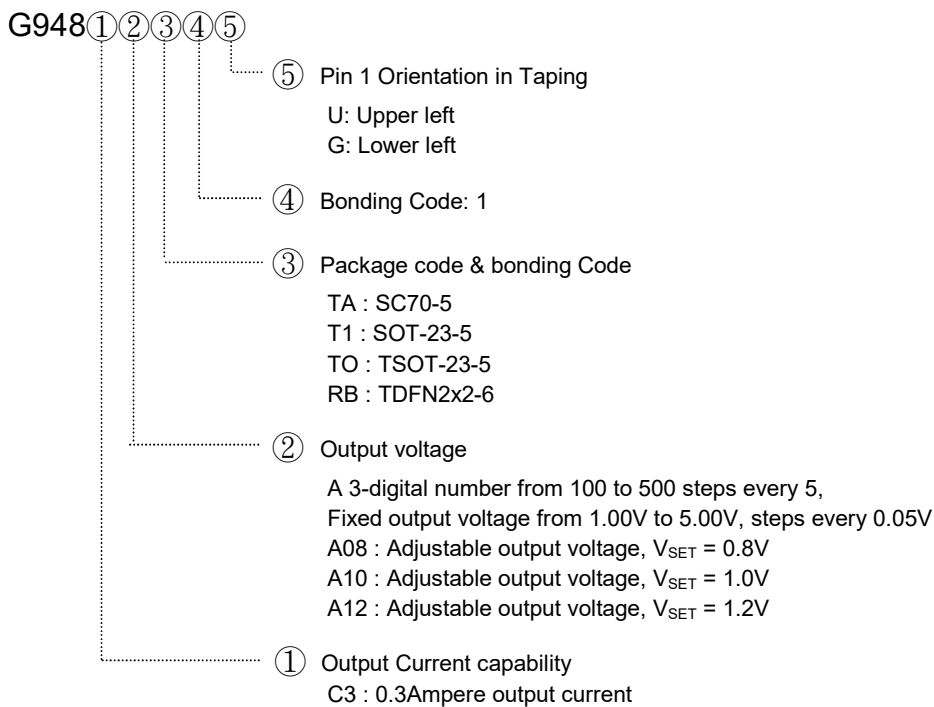 G948①②③④⑤
⑤ Pin 1 Orientation in Taping
U: Upper left
G: Lower left
④ Bonding Code: 1
③ Package code & bonding Code
TA : SC70-5
T1 : SOT-23-5
TO : TSOT-23-5
RB : TDFN2x2-6
② Output voltage
A 3-digital number from 100 to 500 steps every 5,
Fixed output voltage from 1.00V to 5.00V, steps every 0.05V
A08 : Adjustable output voltage, VSET = 0.8V
A10 : Adjustable output voltage, VSET = 1.0V
A12 : Adjustable output voltage, VSET = 1.2V
① Output Current capability
C3 : 0.3Ampere output current